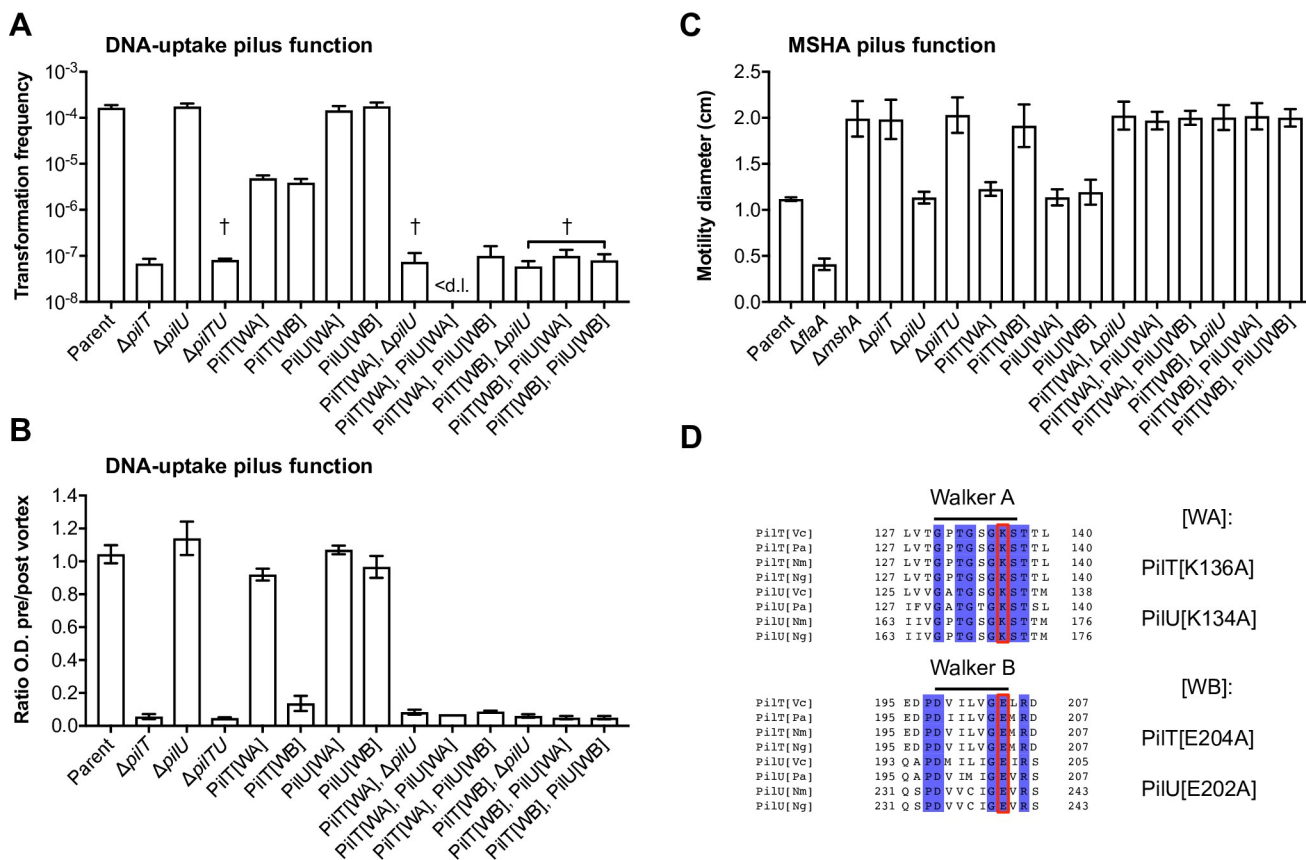 A
DNA-uptake pilus function
Transformation frequency
10⁻³
10⁻⁴
10⁻⁵
10⁻⁶
10⁻⁷
10⁻⁸
†
†
†
<d.l.
Parent
ΔpilT
ΔpilU
ΔpilTU
PilT[WA]
PilT[WB]
PilU[WA]
PilU[WB]
PilT[WA], ΔpilU
PilT[WA], PilU[WA]
PilT[WA], PilU[WB]
PilT[WB], ΔpilU
PilT[WB], PilU[WA]
PilT[WB], PilU[WB]
B
DNA-uptake pilus function
Ratio O.D. pre/post vortex
1.4
1.2
1.0
0.8
0.6
0.4
0.2
0.0
Parent
ΔpilT
ΔpilU
ΔpilTU
PilT[WA]
PilT[WB]
PilU[WA]
PilU[WB]
PilT[WA], ΔpilU
PilT[WA], PilU[WA]
PilT[WA], PilU[WB]
PilT[WB], ΔpilU
PilT[WB], PilU[WA]
PilT[WB], PilU[WB]
C
MSHA pilus function
Motility diameter (cm)
2.5
2.0
1.5
1.0
0.5
0.0
Parent
ΔflaA
ΔmshA
ΔpilT
ΔpilU
ΔpilTU
PilT[WA]
PilT[WB]
PilU[WA]
PilU[WB]
PilT[WA], ΔpilU
PilT[WA], PilU[WA]
PilT[WA], PilU[WB]
PilT[WB], ΔpilU
PilT[WB], PilU[WA]
PilT[WB], PilU[WB]
D
Walker A
PilT[Vc] 127 LVTGPTGSGKSTTL 140
PilT[Pa] 127 LVTGPTGSGKSTTL 140
PilT[Nm] 127 LVTGPTGSGKSTTL 140
PilT[Ng] 127 LVTGPTGSGKSTTL 140
PilU[Vc] 125 LVVGATGSGKSTTM 138
PilU[Pa] 127 IFVGATGTGKSTSL 140
PilU[Nm] 163 IIVGPTGSGKSTTM 176
PilU[Ng] 163 IIVGPTGSGKSTTM 176
[WA]:
PilT[K136A]
PilU[K134A]
Walker B
PilT[Vc] 195 EDPDVILVGELRD 207
PilT[Pa] 195 EDPDIILVGEMRD 207
PilT[Nm] 195 EDPDIILVGEMRD 207
PilT[Ng] 195 EDPDVILVGEMRD 207
PilU[Vc] 193 QAPDMILIGEIRS 205
PilU[Pa] 195 QAPDVIMIGEVRS 207
PilU[Nm] 231 QSPDVVCIGEVRS 243
PilU[Ng] 231 QSPDVVCIGEVRS 243
[WB]:
PilT[E204A]
PilU[E202A]